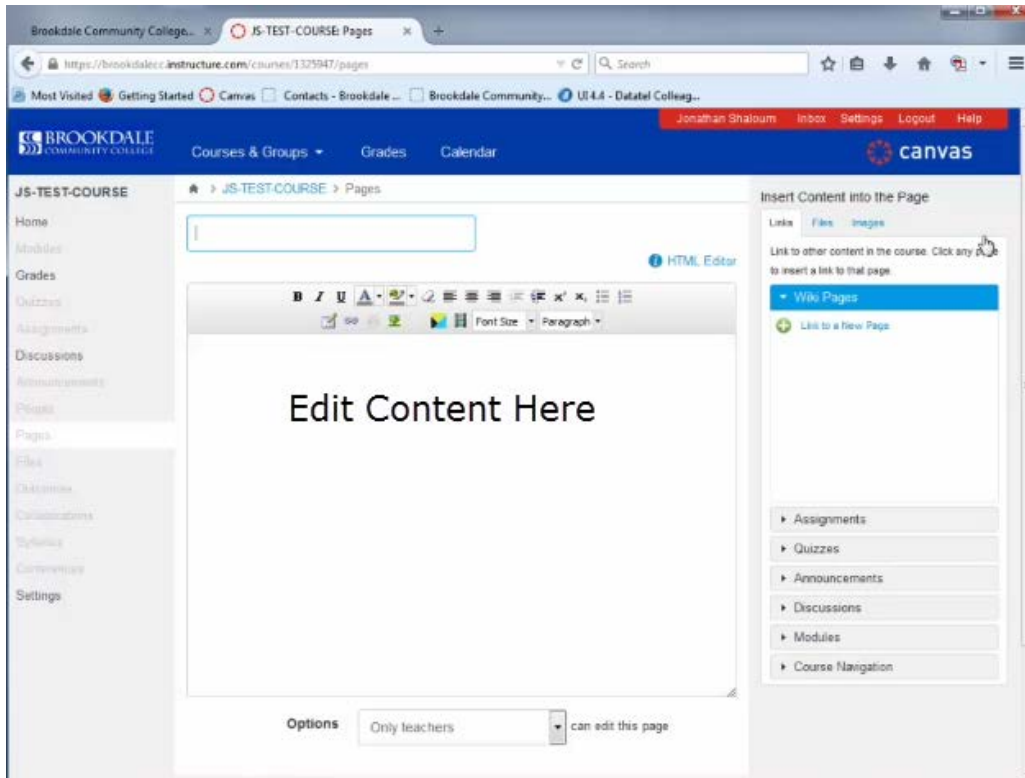 Brookdale Community College...
JS-TEST-COURSE: Pages
https://brookdalecc.instructure.com/courses/1325947/pages
Search
Most Visited Getting Started Canvas Contacts - Brookdale ... Brookdale Community... UI 4.4 - Datatel Colleag...
Jonathan Shaloum Inbox Settings Logout Help
BROOKDALE
COMMUNITY COLLEGE
Courses & Groups Grades Calendar
canvas
JS-TEST-COURSE
Home
Modules
Grades
Quizzes
Assignments
Discussions
Announcements
People
Pages
Files
Outcomes
Collaborations
Syllabus
Conferences
Settings
JS-TEST-COURSE > Pages
HTML Editor
B I U A
Font Size Paragraph
Edit Content Here
Options Only teachers can edit this page
Insert Content into the Page
Links Files Images
Link to other content in the course. Click any
to insert a link to that page.
Wiki Pages
Link to a New Page
Assignments
Quizzes
Announcements
Discussions
Modules
Course Navigation